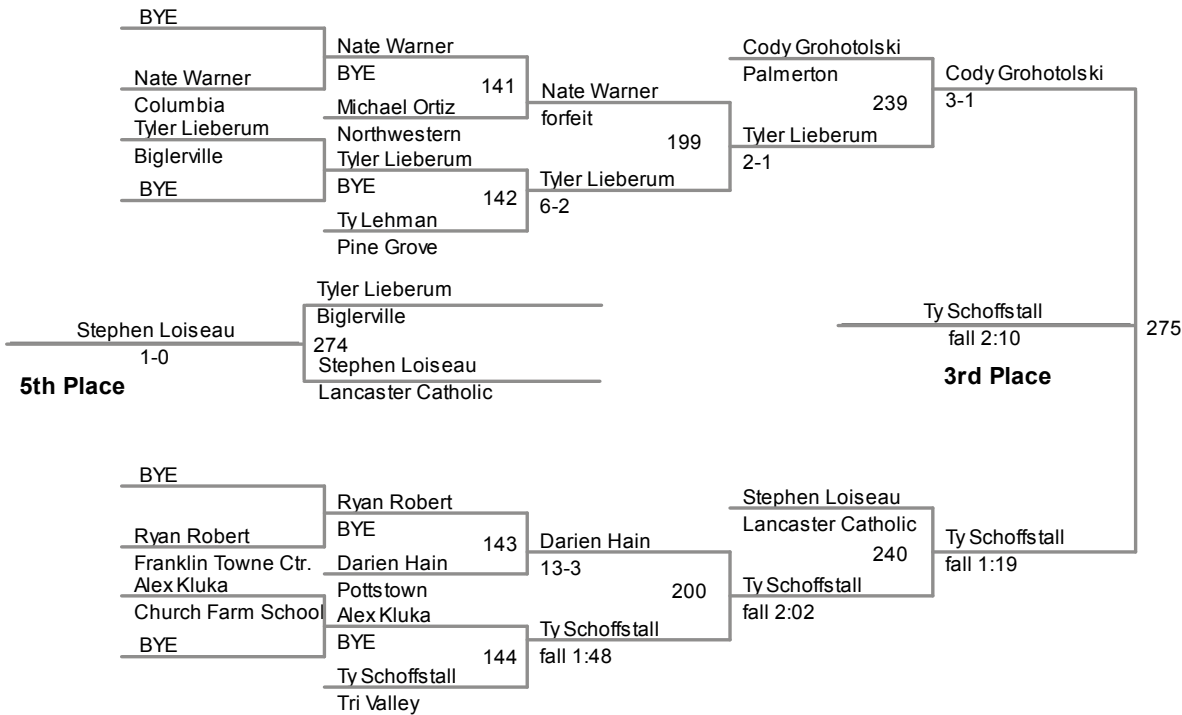 BYE
Nate Warner
Columbia
Tyler Lieberum
Biglerville
BYE
Nate Warner
BYE
141
Michael Ortiz
Northwestern
Tyler Lieberum
BYE
142
Ty Lehman
Pine Grove
Nate Warner
forfeit
199
Tyler Lieberum
6-2
Cody Grohotolski
Palmerton
239
Tyler Lieberum
2-1
Cody Grohotolski
3-1
Stephen Loiseau
1-0
5th Place
Tyler Lieberum
Biglerville
274
Stephen Loiseau
Lancaster Catholic
Ty Schoffstall
fall 2:10
3rd Place
275
BYE
Ryan Robert
Franklin Towne Ctr.
Alex Kluka
Church Farm School
BYE
Ryan Robert
BYE
143
Darien Hain
Pottstown
Alex Kluka
BYE
144
Ty Schoffstall
Tri Valley
Darien Hain
13-3
200
Ty Schoffstall
fall 1:48
Stephen Loiseau
Lancaster Catholic
240
Ty Schoffstall
fall 2:02
Ty Schoffstall
fall 1:19